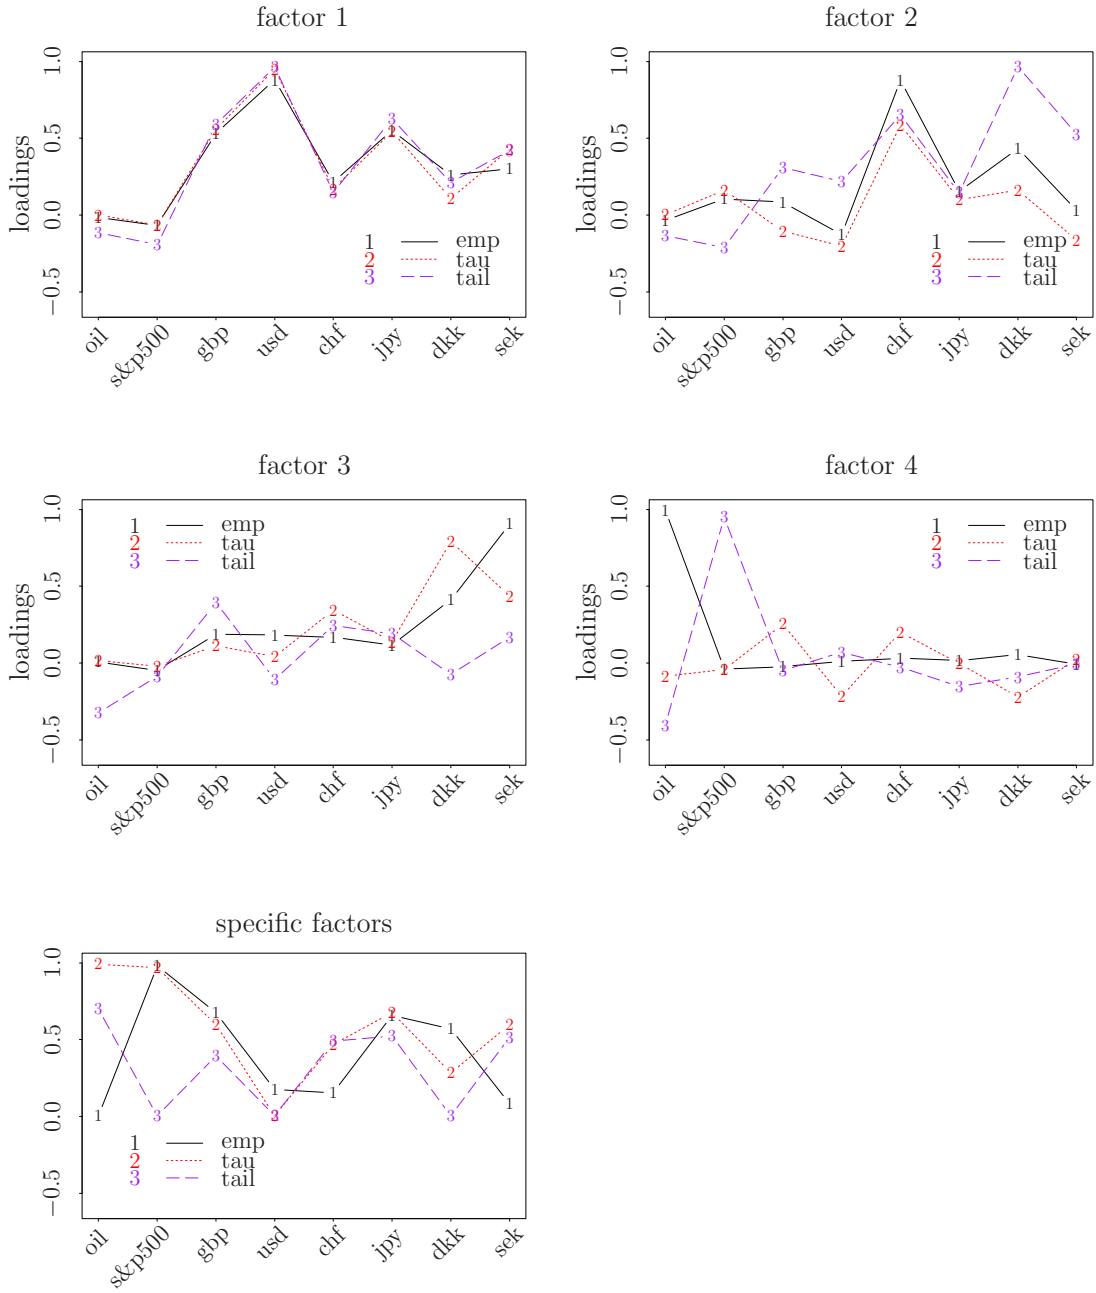 factor 1
loadings
1.0
0.5
0.0
−0.5
1 emp
2 tau
3 tail
oil s&p500 gbp usd chf jpy dkk sek
factor 2
loadings
1.0
0.5
0.0
−0.5
1 emp
2 tau
3 tail
oil s&p500 gbp usd chf jpy dkk sek
factor 3
loadings
1.0
0.5
0.0
−0.5
1 emp
2 tau
3 tail
oil s&p500 gbp usd chf jpy dkk sek
factor 4
loadings
1.0
0.5
0.0
−0.5
1 emp
2 tau
3 tail
oil s&p500 gbp usd chf jpy dkk sek
specific factors
1.0
0.5
0.0
−0.5
1 emp
2 tau
3 tail
oil s&p500 gbp usd chf jpy dkk sek